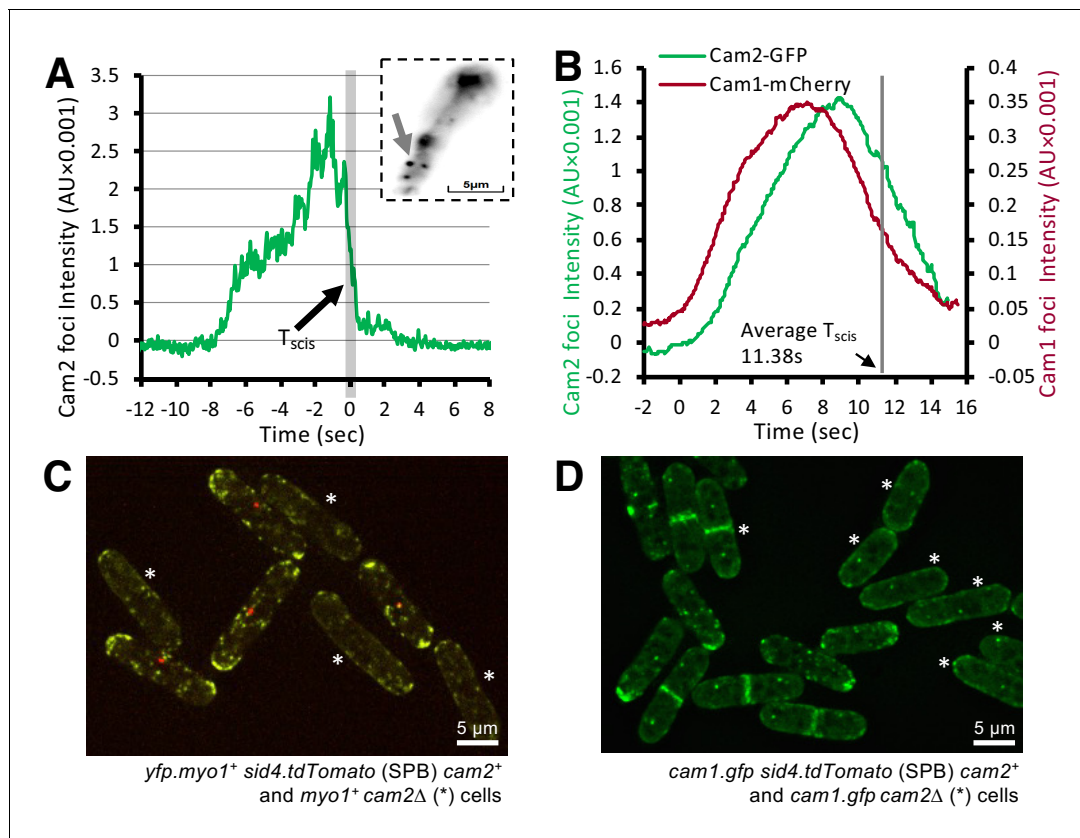 A
Cam2 foci Intensity (AU×0.001)
3.5
3
2.5
2
1.5
1
0.5
0
-0.5
-12 -10 -8 -6 -4 -2 0 2 4 6 8
Time (sec)
Tscis
5μm
B
Cam2-GFP
Cam1-mCherry
Cam2 foci Intensity (AU×0.001)
1.6
1.4
1.2
1
0.8
0.6
0.4
0.2
0
-0.2
0.4
0.35
0.3
0.25
0.2
0.15
0.1
0.05
0
-0.05
Cam1 foci Intensity (AU×0.001)
Average Tscis
11.38s
-2 0 2 4 6 8 10 12 14 16
Time (sec)
C
* * * *
5 μm
yfp.myo1+ sid4.tdTomato (SPB) cam2+
and myo1+ cam2Δ (*) cells
D
* * * * * * *
5 μm
cam1.gfp sid4.tdTomato (SPB) cam2+
and cam1.gfp cam2Δ (*) cells